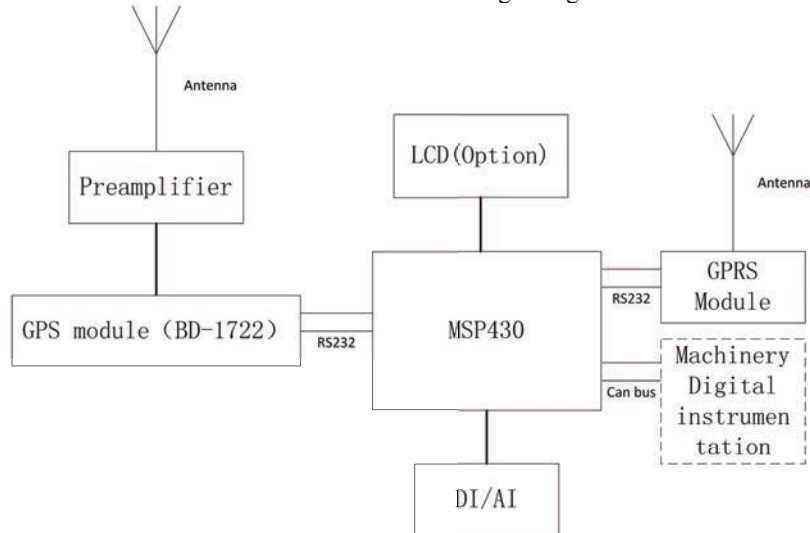 Antenna
Preamplifier
LCD(Option)
Antenna
GPS module (BD-1722)
RS232
MSP430
RS232
GPRS
Module
Can bus
Machinery
Digital
instrumen
tation
DI/AI